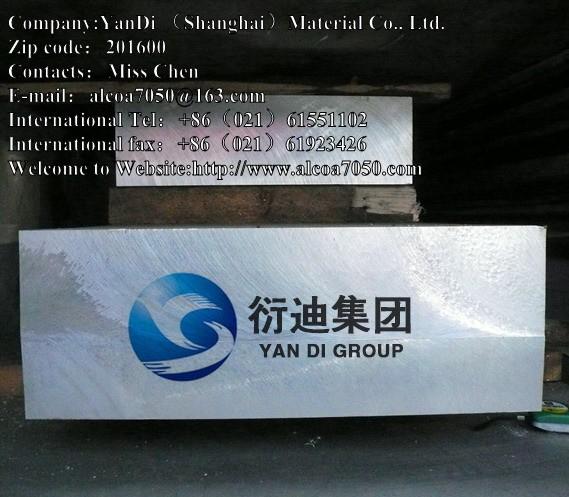 Company:YanDi （Shanghai）Material Co., Ltd.
Zip code：201600
Contacts：Miss Chen
E-mail：alcoa7050@163.com
International Tel：+86（021）61551102
International fax：+86（021）61923426
Welcome to Website:http://www.alcoa7050.com.
衍迪集团
YAN DI GROUP